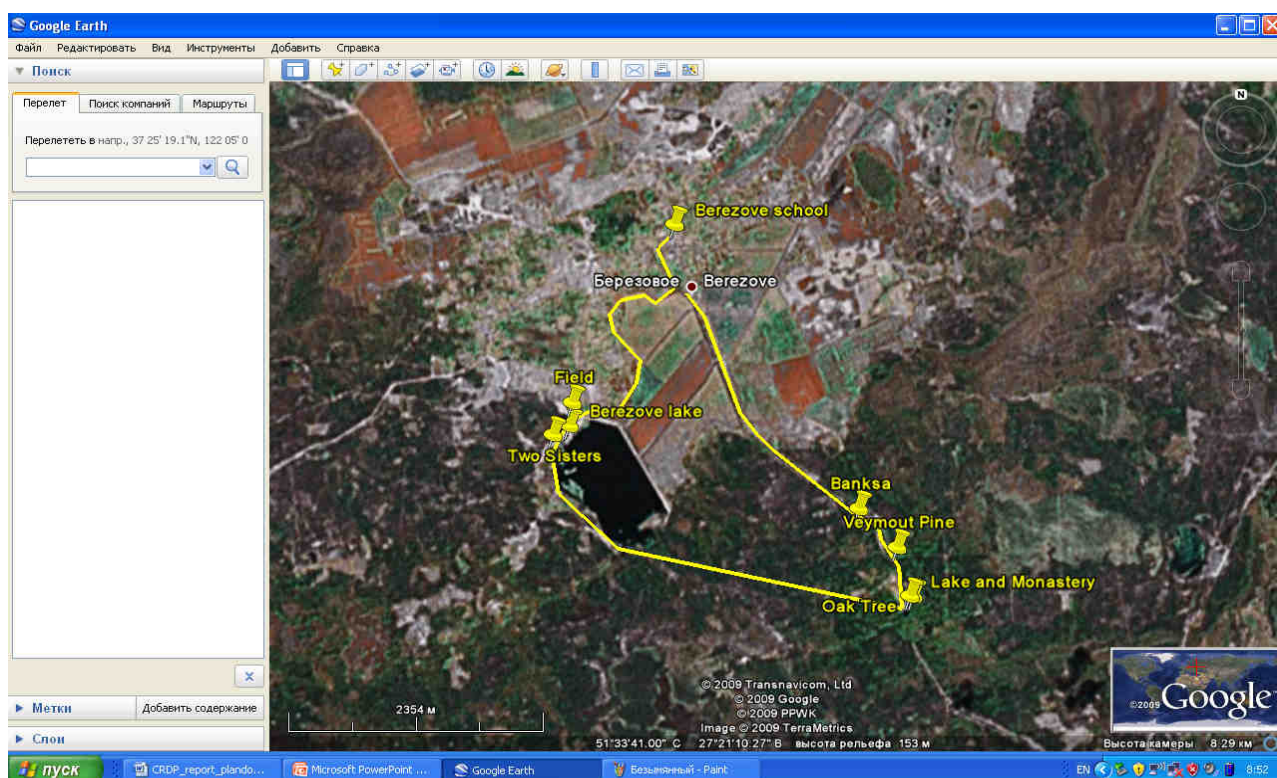 Google Earth
Файл Редактировать Вид Инструменты Добавить Справка
Поиск
Перелет Поиск компаний Маршруты
Перелететь в напр., 37 25' 19.1"N, 122 05' 0
Метки
Добавить содержание
Слои
N
Berezove school
Березовое Berezove
Field
Berezove lake
Two Sisters
Banksa
Veymout Pine
Lake and Monastery
Oak Tree
2354 м
© 2009 Transnavicom, Ltd
© 2009 Google
© 2009 PPWK
Image © 2009 TerraMetrics
©2009 Google
51°33'41.00" С 27°21'10.27" В высота рельефа 153 м
Высота камеры 8.29 км
пуск
CRDP_report_plando...
Microsoft PowerPoint ...
Google Earth
Безымянный - Paint
EN
8:52